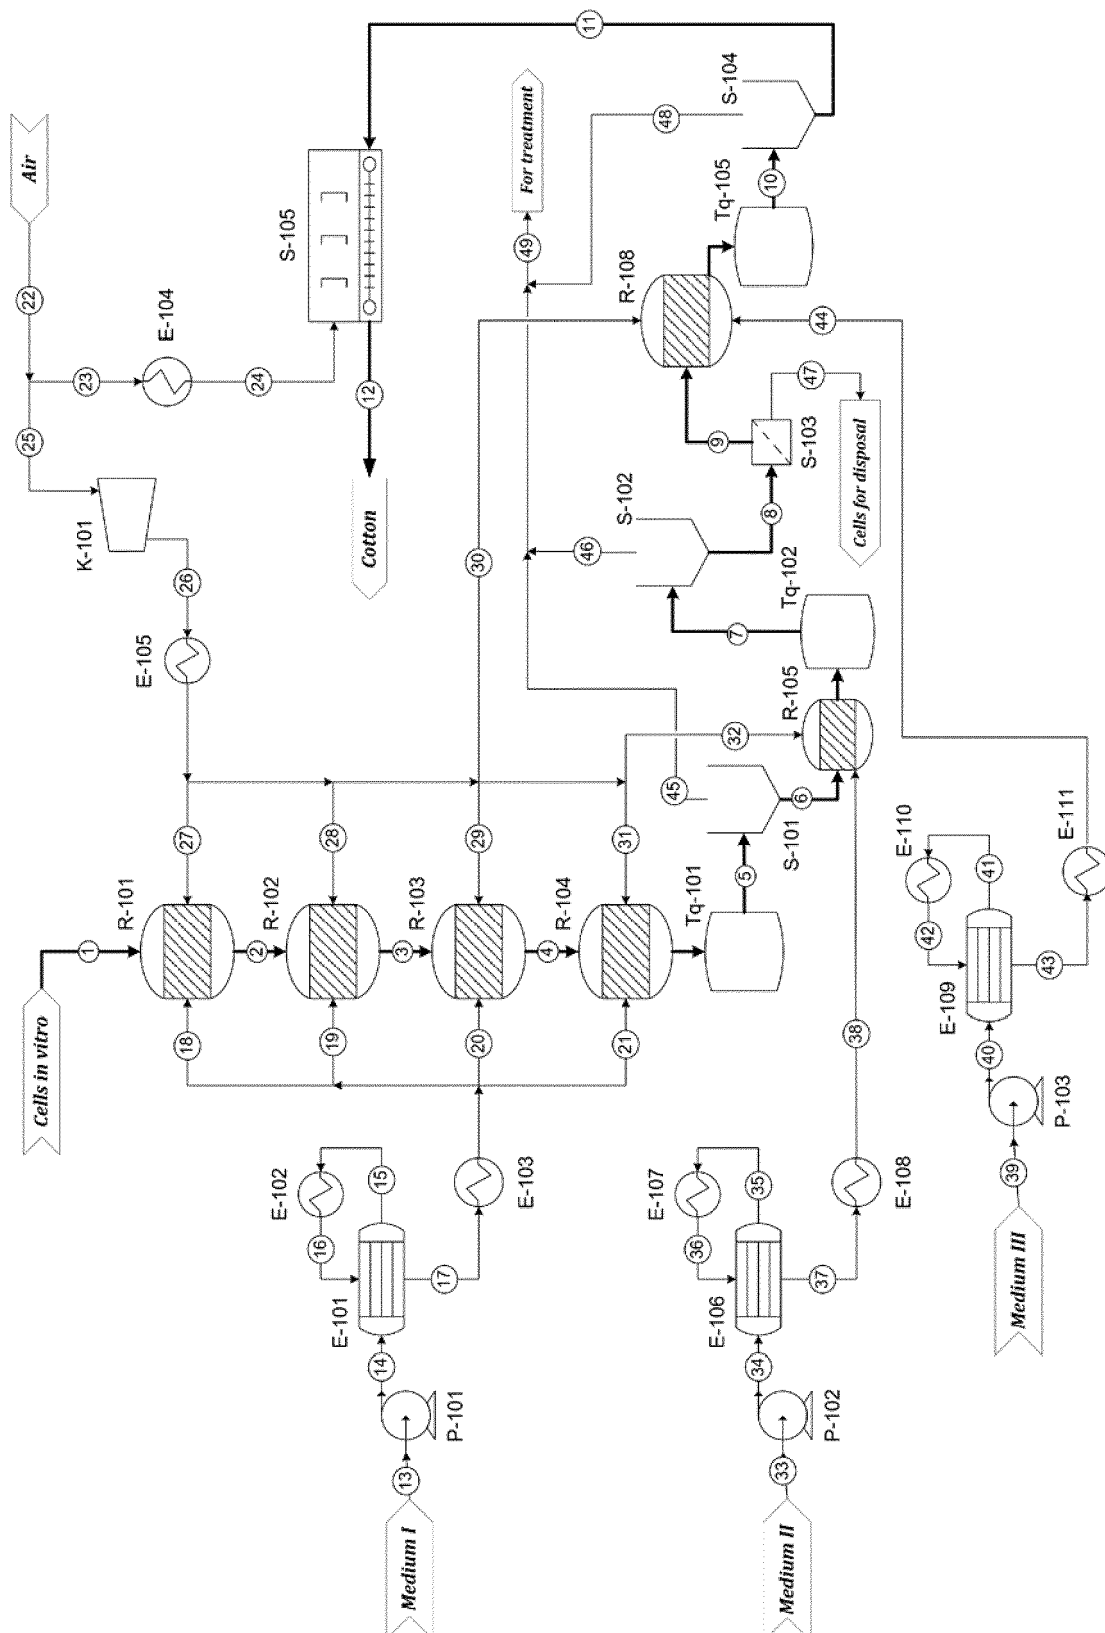 Cells in vitro
25
22
Air
1
K-101
23
R-101
E-105
E-104
18
27
26
24
R-102
E-102
S-105
16
19
28
E-101
15
2
14
12
Cotton
13
Medium I
R-103
3
P-101
17
20
29
30
E-103
For treatment
49
R-104
4
46
11
21
31
S-102
R-108
E-107
48
45
36
Tq-101
E-106
35
5
32
9
Tq-105
S-104
34
7
8
10
33
Medium II
S-101
6
R-105
Tq-102
S-103
47
44
P-102
37
38
Cells for disposal
E-108
E-110
42
E-109
41
40
39
Medium III
43
P-103
E-111